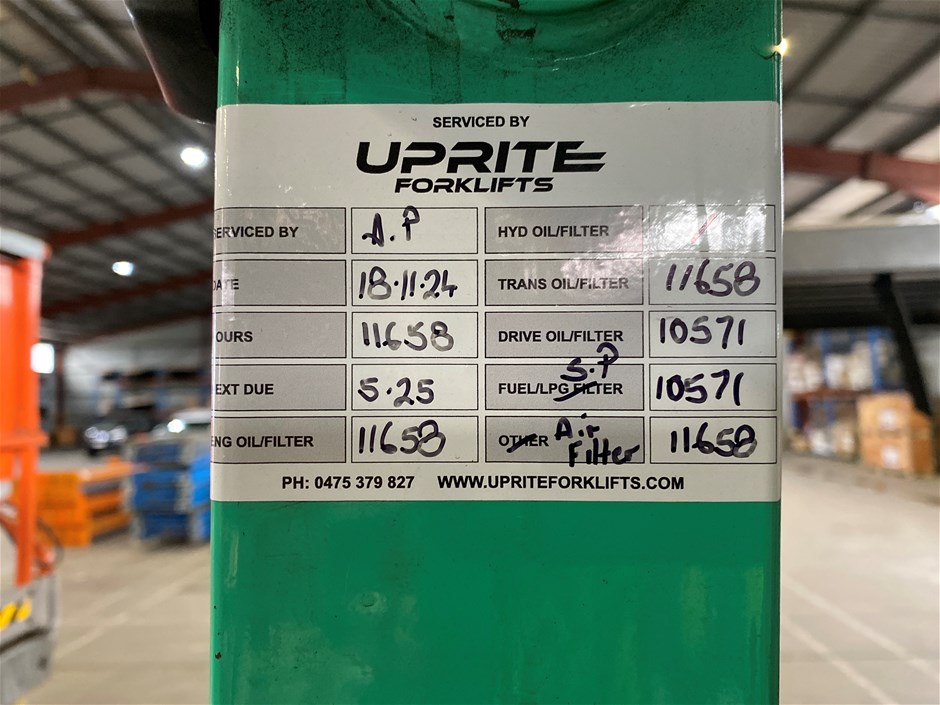 SERVICED BY
UPRITE
FORKLIFTS
SERVICED BY A.P HYD OIL/FILTER /
DATE 18.11.24 TRANS OIL/FILTER 11658
OURS 11658 DRIVE OIL/FILTER 10571
EXT DUE 5.25 FUEL/LPG FILTER S.P 10571
ENG OIL/FILTER 11658 OTHER Air Filter 11658
PH: 0475 379 827 WWW.UPRITEFORKLIFTS.COM